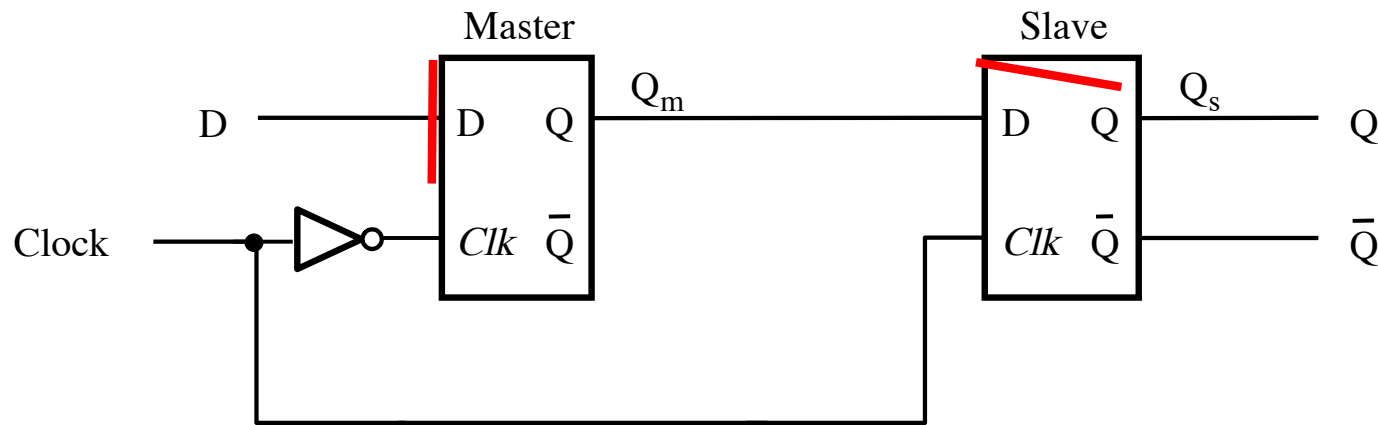 Master Slave
D D Q Qm D Q Qs Q
Clock Clk Q̅ Clk Q̅ Q̅